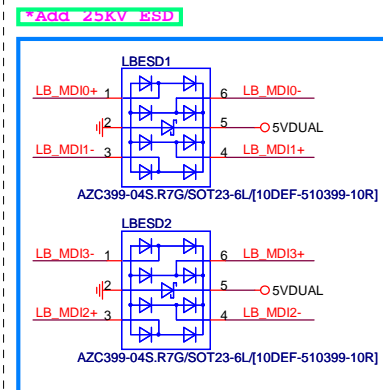 *Add 25KV ESD
LBESD1
LB_MDI0+ 1 6 LB_MDI0-
2 5 5VDUAL
LB_MDI1- 3 4 LB_MDI1+
AZC399-04S.R7G/SOT23-6L/[10DEF-510399-10R]
LBESD2
LB_MDI3- 1 6 LB_MDI3+
2 5 5VDUAL
LB_MDI2+ 3 4 LB_MDI2-
AZC399-04S.R7G/SOT23-6L/[10DEF-510399-10R]